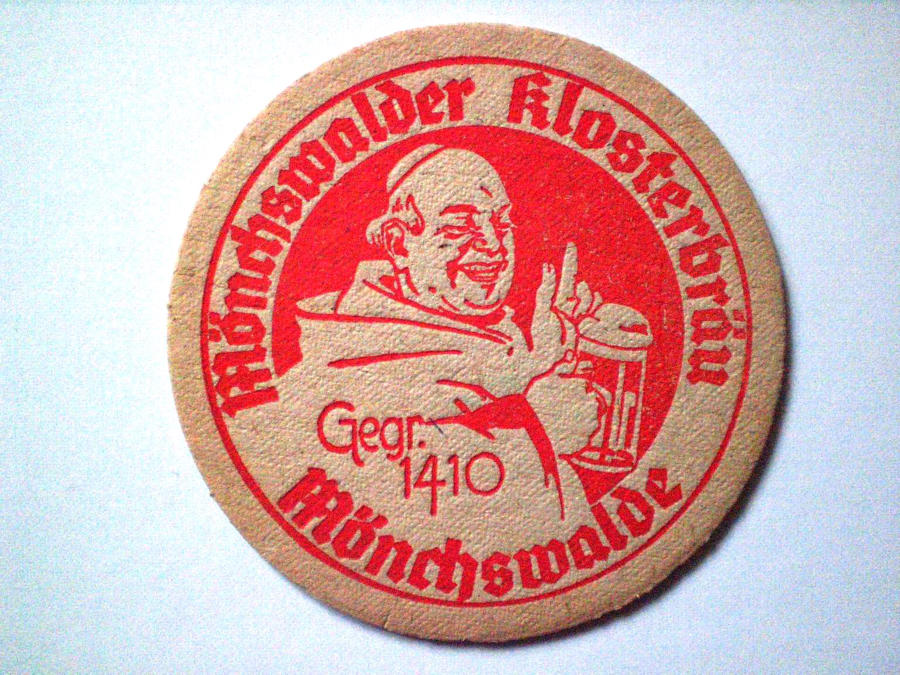 Mönchswalder Klosterbräu
Gegr.
1410
Mönchswalde